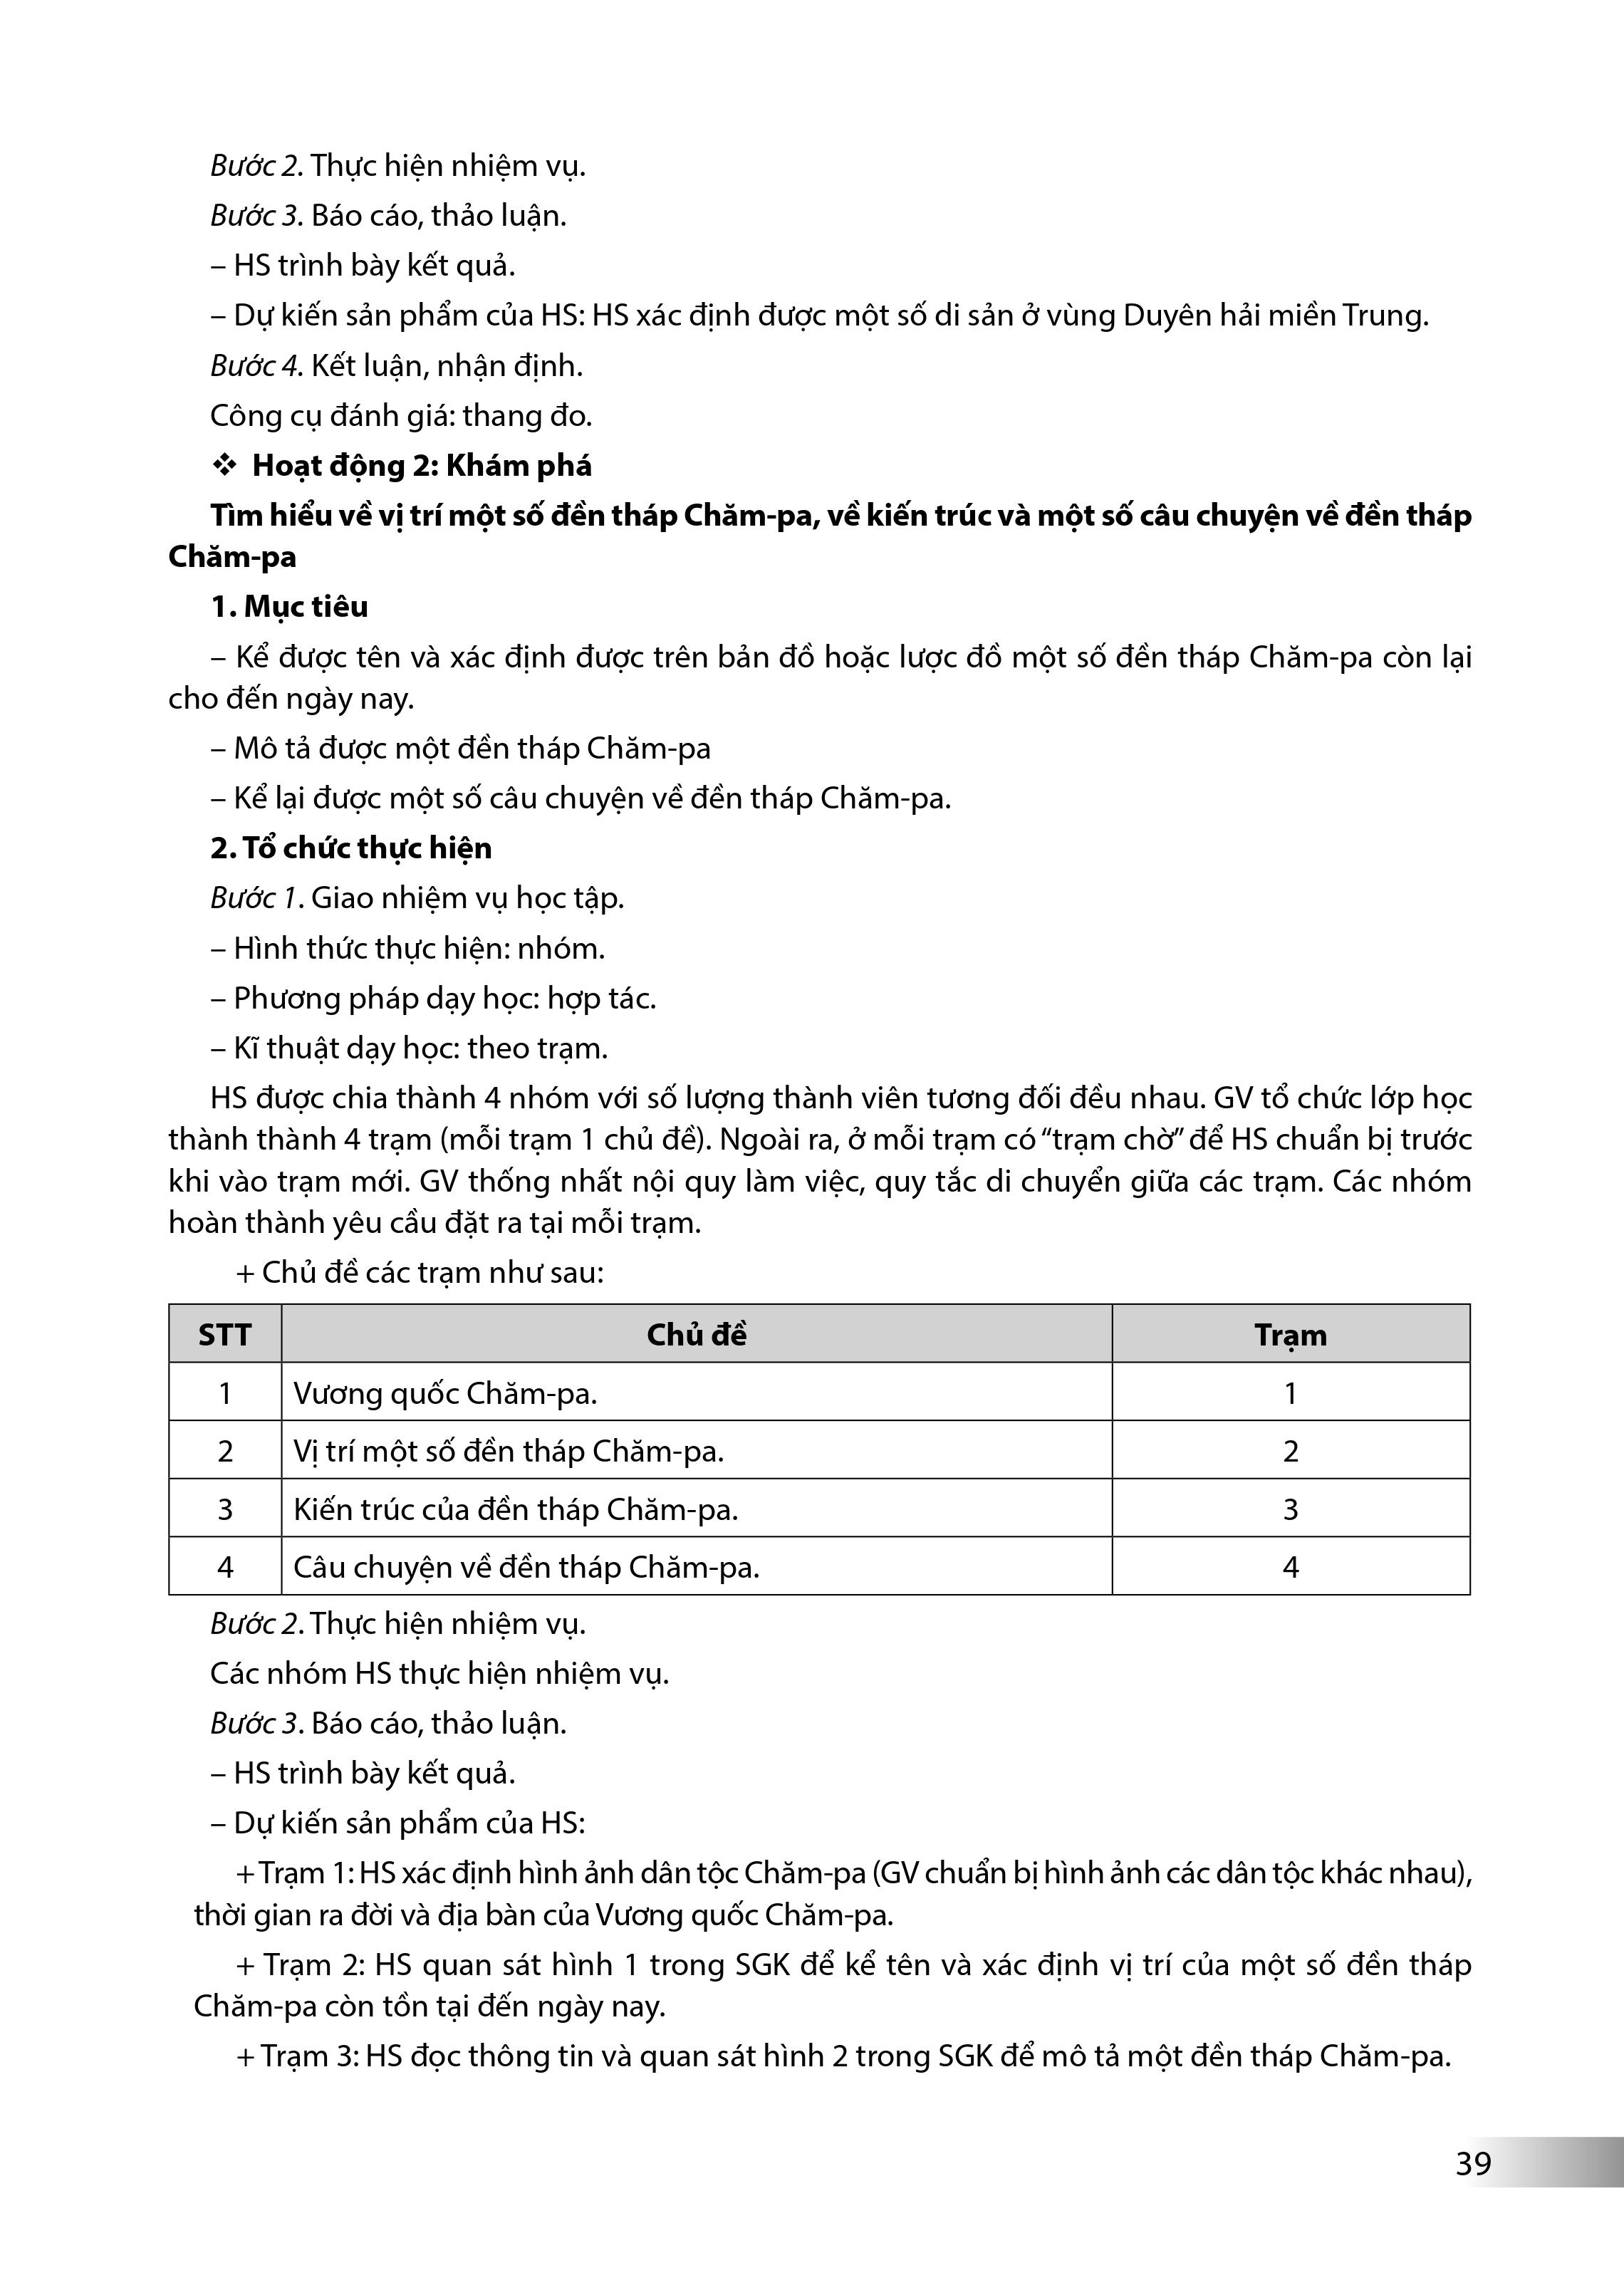 Bước 2. Thực hiện nhiệm vụ.
Bước 3. Báo cáo, thảo luận.
– HS trình bày kết quả.
– Dự kiến sản phẩm của HS: HS xác định được một số di sản ở vùng Duyên hải miền Trung.
Bước 4. Kết luận, nhận định.
Công cụ đánh giá: thang đo.
❖ Hoạt động 2: Khám phá
Tìm hiểu về vị trí một số đền tháp Chăm-pa, về kiến trúc và một số câu chuyện về đền tháp
Chăm-pa
1. Mục tiêu
– Kể được tên và xác định được trên bản đồ hoặc lược đồ một số đền tháp Chăm-pa còn lại
cho đến ngày nay.
– Mô tả được một đền tháp Chăm-pa
– Kể lại được một số câu chuyện về đền tháp Chăm-pa.
2. Tổ chức thực hiện
Bước 1. Giao nhiệm vụ học tập.
– Hình thức thực hiện: nhóm.
– Phương pháp dạy học: hợp tác.
– Kĩ thuật dạy học: theo trạm.
HS được chia thành 4 nhóm với số lượng thành viên tương đối đều nhau. GV tổ chức lớp học
thành thành 4 trạm (mỗi trạm 1 chủ đề). Ngoài ra, ở mỗi trạm có “trạm chờ” để HS chuẩn bị trước
khi vào trạm mới. GV thống nhất nội quy làm việc, quy tắc di chuyển giữa các trạm. Các nhóm
hoàn thành yêu cầu đặt ra tại mỗi trạm.
+ Chủ đề các trạm như sau:
STT Chủ đề Trạm
1 Vương quốc Chăm-pa. 1
2 Vị trí một số đền tháp Chăm-pa. 2
3 Kiến trúc của đền tháp Chăm-pa. 3
4 Câu chuyện về đền tháp Chăm-pa. 4
Bước 2. Thực hiện nhiệm vụ.
Các nhóm HS thực hiện nhiệm vụ.
Bước 3. Báo cáo, thảo luận.
– HS trình bày kết quả.
– Dự kiến sản phẩm của HS:
+ Trạm 1: HS xác định hình ảnh dân tộc Chăm-pa (GV chuẩn bị hình ảnh các dân tộc khác nhau),
thời gian ra đời và địa bàn của Vương quốc Chăm-pa.
+ Trạm 2: HS quan sát hình 1 trong SGK để kể tên và xác định vị trí của một số đền tháp
Chăm-pa còn tồn tại đến ngày nay.
+ Trạm 3: HS đọc thông tin và quan sát hình 2 trong SGK để mô tả một đền tháp Chăm-pa.
39